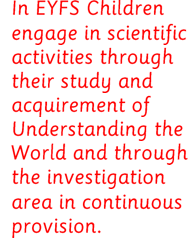 In EYFS Children
engage in scientific
activities through
their study and
acquirement of
Understanding the
World and through
the investigation
area in continuous
provision.